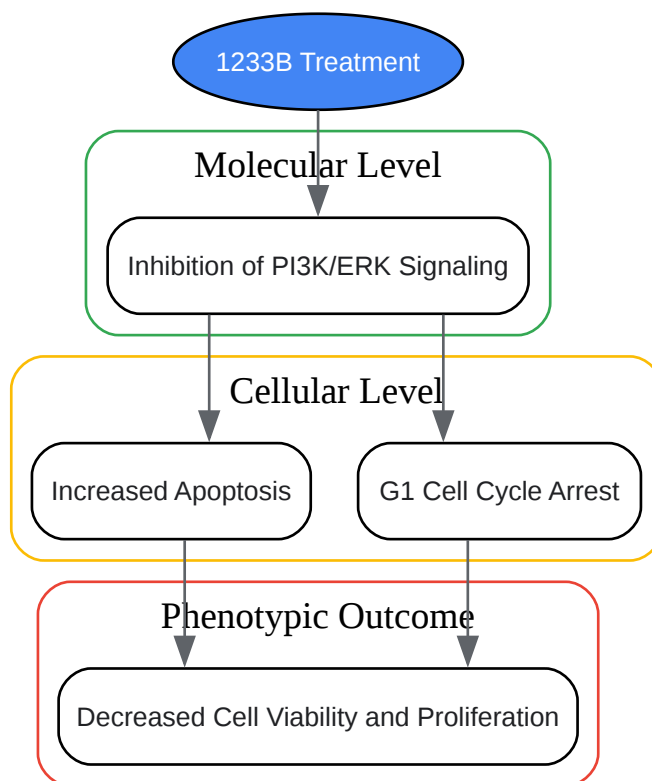 1233B Treatment
Molecular Level
Inhibition of PI3K/ERK Signaling
Cellular Level
Increased Apoptosis
G1 Cell Cycle Arrest
Phenotypic Outcome
Decreased Cell Viability and Proliferation